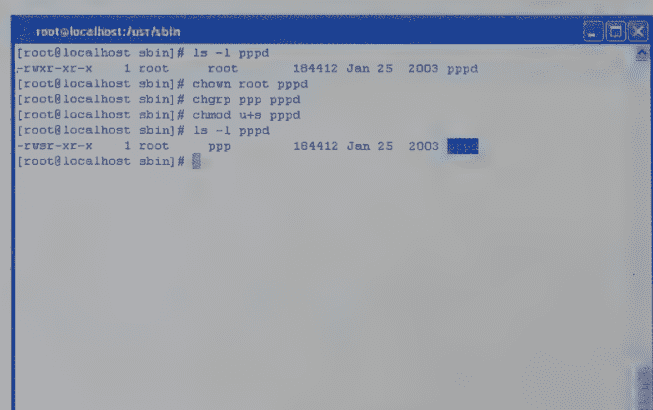 root@localhost:/usr/sbin
[root@localhost sbin]# ls -l pppd
-rwxr-xr-x 1 root root 184412 Jan 25 2003 pppd
[root@localhost sbin]# chown root pppd
[root@localhost sbin]# chgrp ppp pppd
[root@localhost sbin]# chmod u+s pppd
[root@localhost sbin]# ls -l pppd
-rwsr-xr-x 1 root ppp 184412 Jan 25 2003 pppd
[root@localhost sbin]#